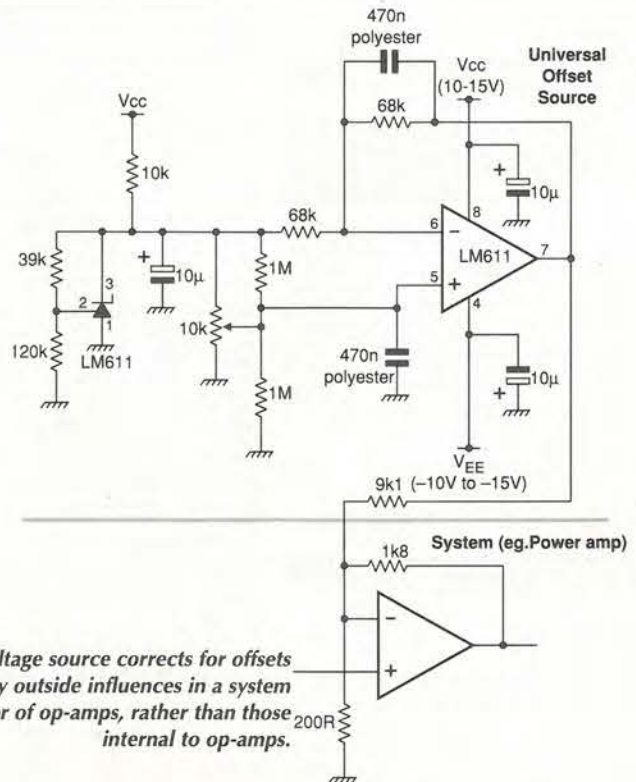 470n
polyester
Universal
Offset
Source
Vcc
Vcc
(10-15V)
68k
10k
+
10µ
39k
68k
6
8
−
LM611
7
3
2
1
+
10µ
1M
5
+
4
10k
120k
LM611
470n
polyester
10µ
+
1M
VEE
(−10V to −15V)
9k1
System (eg.Power amp)
1k8
−
ltage source corrects for offsets
+
y outside influences in a system
er of op-amps, rather than those
200R
internal to op-amps.